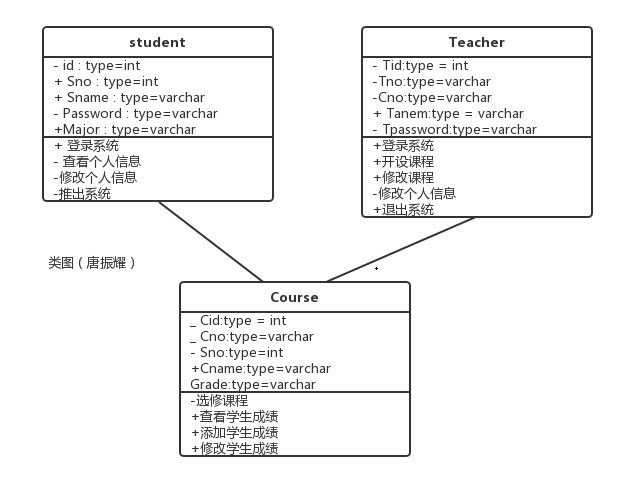 student
- id : type=int
+ Sno : type=int
+ Sname : type=varchar
- Password : type=varchar
+Major : type=varchar
+ 登录系统
- 查看个人信息
-修改个人信息
-推出系统
Teacher
- Tid:type = int
-Tno:type=varchar
-Cno:type=varchar
+ Tanem:type = varchar
- Tpassword:type=varchar
+登录系统
+开设课程
+修改课程
-修改个人信息
+退出系统
类图 ( 唐振耀 )
Course
_ Cid:type = int
_ Cno:type=varchar
- Sno:type=int
+Cname:type=varchar
Grade:type=varchar
-选修课程
+查看学生成绩
+添加学生成绩
+修改学生成绩